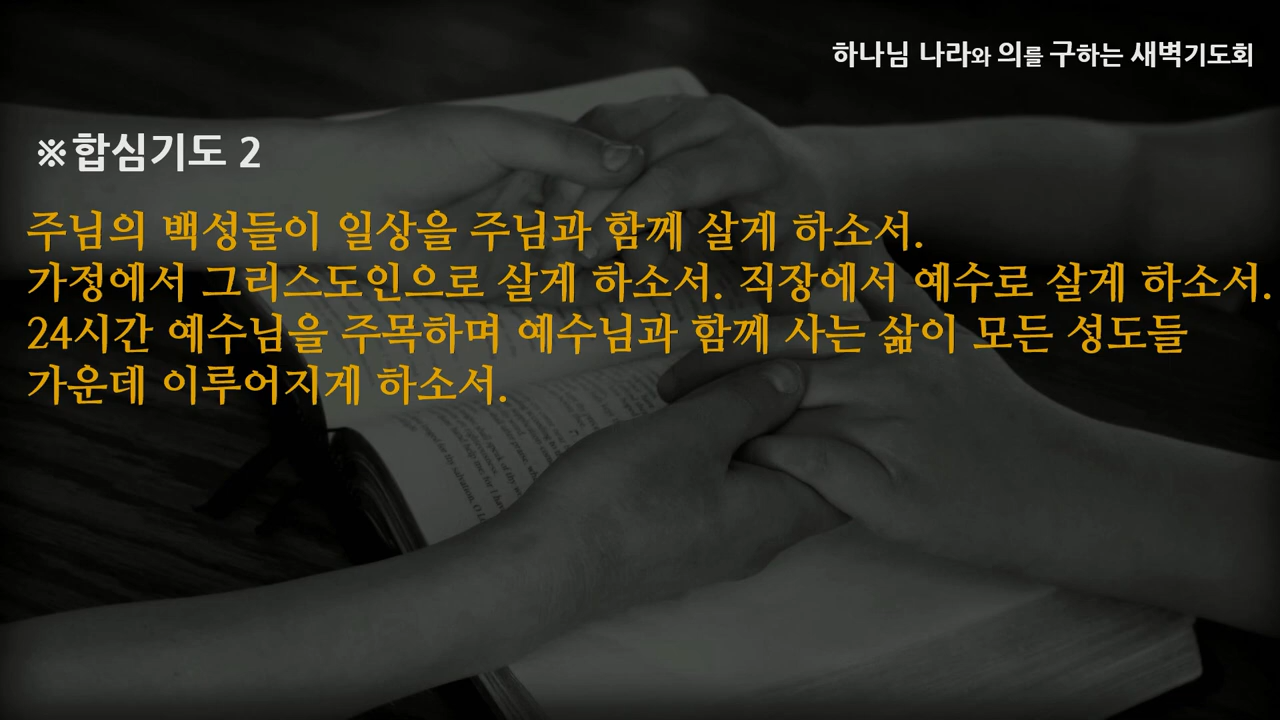 하나님 나라와 의를 구하는 새벽기도회
※합심기도 2
주님의 백성들이 일상을 주님과 함께 살게 하소서.
가정에서 그리스도인으로 살게 하소서. 직장에서 예수로 살게 하소서.
24시간 예수님을 주목하며 예수님과 함께 사는 삶이 모든 성도들
가운데 이루어지게 하소서.